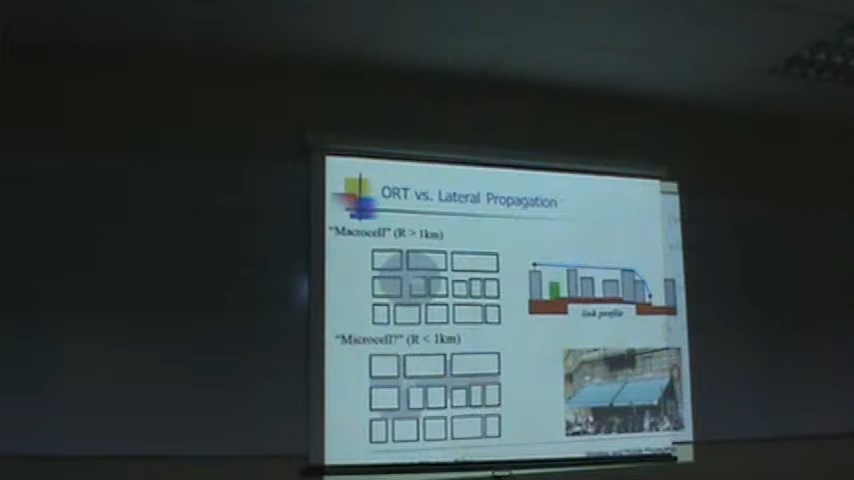 ORT vs. Lateral Propagation
"Macrocell" (R > 1km)
link profile
"Microcell?" (R < 1km)